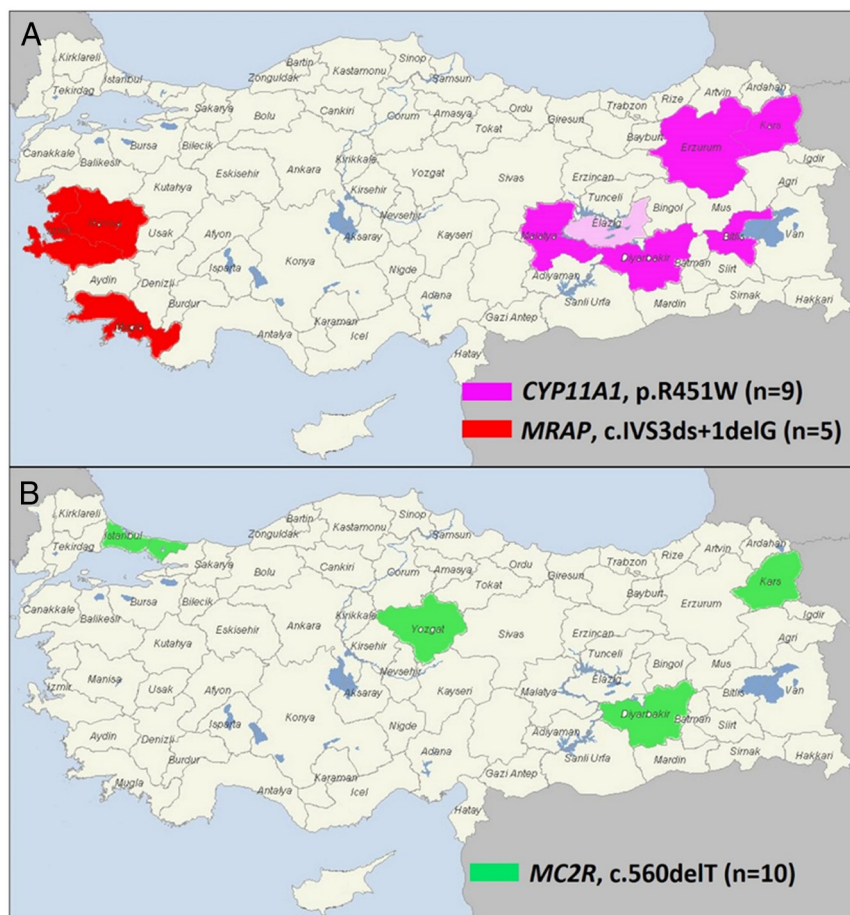 A
Kirklareli
Tekirdag
Istanbul
Bartin
Zonguldak
Kastamonu
Sinop
Samsun
Sakarya
Bolu
Cankiri
Corum
Amasya
Ordu
Tokat
Giresun
Trabzon
Rize
Artvin
Ardahan
Kars
Bayburt
Erzurum
Igdir
Canakkale
Balikesir
Bursa
Bilecik
Eskisehir
Ankara
Kirikkale
Yozgat
Sivas
Erzincan
Tunceli
Agri
Kutahya
Kirsehir
Nevsehir
Elazig
Bingol
Mus
Usak
Afyon
Aksaray
Kayseri
Malatya
Bitlis
Van
Aydin
Denizli
Isparta
Konya
Nigde
Adiyaman
Diyarbakir
Batman
Siirt
Burdur
Adana
Sanli Urfa
Mardin
Sirnak
Hakkari
Antalya
Karaman
Icel
Gazi Antep
Hatay
CYP11A1, p.R451W (n=9)
MRAP, c.IVS3ds+1delG (n=5)
B
Kirklareli
Tekirdag
Istanbul
Bartin
Zonguldak
Kastamonu
Sinop
Samsun
Sakarya
Bolu
Cankiri
Corum
Amasya
Ordu
Tokat
Giresun
Trabzon
Rize
Artvin
Ardahan
Kars
Bayburt
Erzurum
Igdir
Canakkale
Balikesir
Bursa
Bilecik
Eskisehir
Ankara
Kirikkale
Yozgat
Sivas
Erzincan
Tunceli
Agri
Kutahya
Kirsehir
Nevsehir
Elazig
Bingol
Mus
Izmir
Manisa
Usak
Afyon
Aksaray
Kayseri
Malatya
Bitlis
Van
Aydin
Denizli
Isparta
Konya
Nigde
Adiyaman
Diyarbakir
Batman
Siirt
Burdur
Mugla
Adana
Sanli Urfa
Mardin
Sirnak
Hakkari
Antalya
Karaman
Icel
Gazi Antep
Hatay
MC2R, c.560delT (n=10)